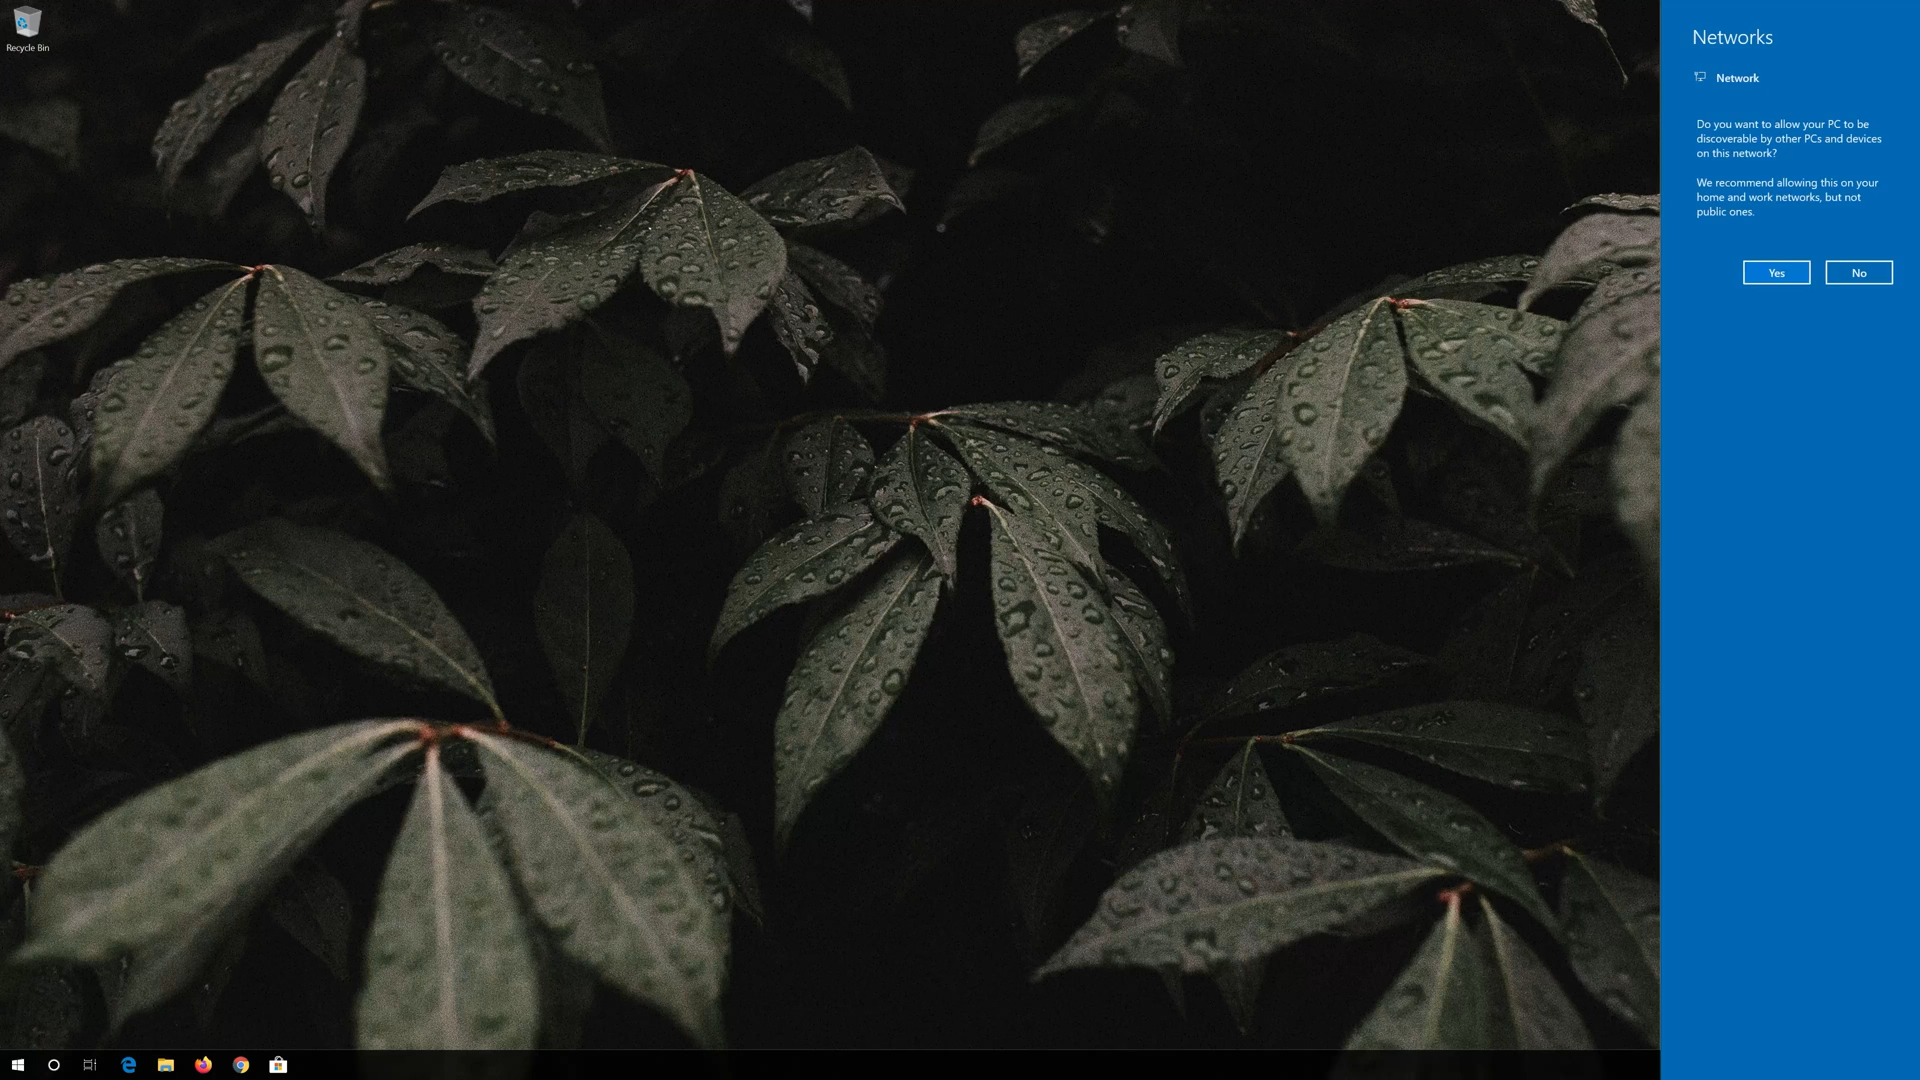 Recycle Bin
Networks
Network
Do you want to allow your PC to be
discoverable by other PCs and devices
on this network?
We recommend allowing this on your
home and work networks, but not
public ones.
Yes
No